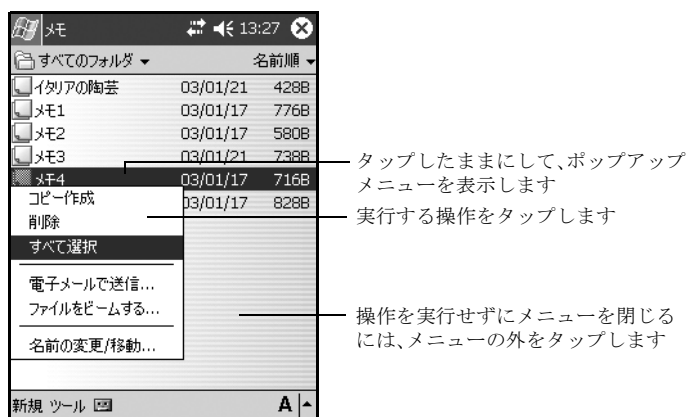 メモ 13:27
すべてのフォルダ 名前順
イタリアの陶芸 03/01/21 428B
メモ1 03/01/17 776B
メモ2 03/01/17 580B
メモ3 03/01/21 738B
メモ4 03/01/17 716B
03/01/17 828B
コピー作成
削除
すべて選択
電子メールで送信...
ファイルをビームする...
名前の変更/移動...
新規 ツール A
タップしたままにして、ポップアップ
メニューを表示します
実行する操作をタップします
操作を実行せずにメニューを閉じる
には、メニューの外をタップします